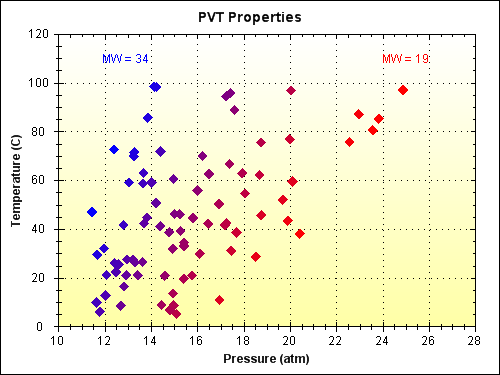 PVT Properties
120
MW = 34
MW = 19
100
80
Temperature (C)
60
40
20
0
10 12 14 16 18 20 22 24 26 28
Pressure (atm)